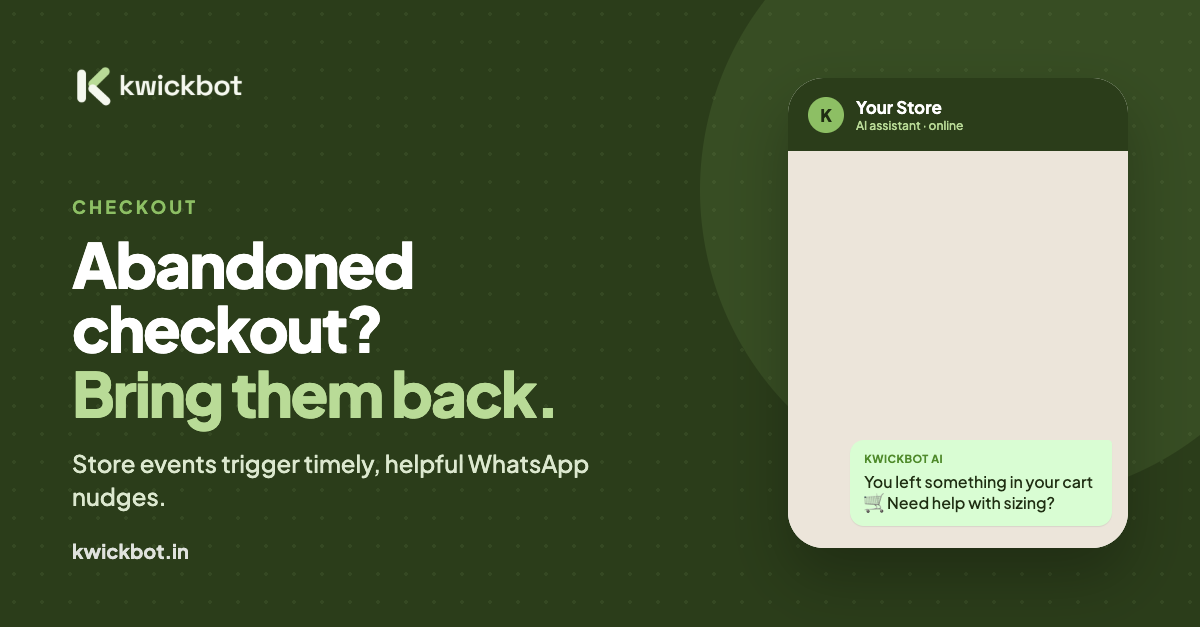 kwickbot
CHECKOUT
Abandoned
checkout?
Bring them back.
Store events trigger timely, helpful WhatsApp
nudges.
kwickbot.in
K
Your Store
AI assistant · online
KWICKBOT AI
You left something in your cart
🛒 Need help with sizing?